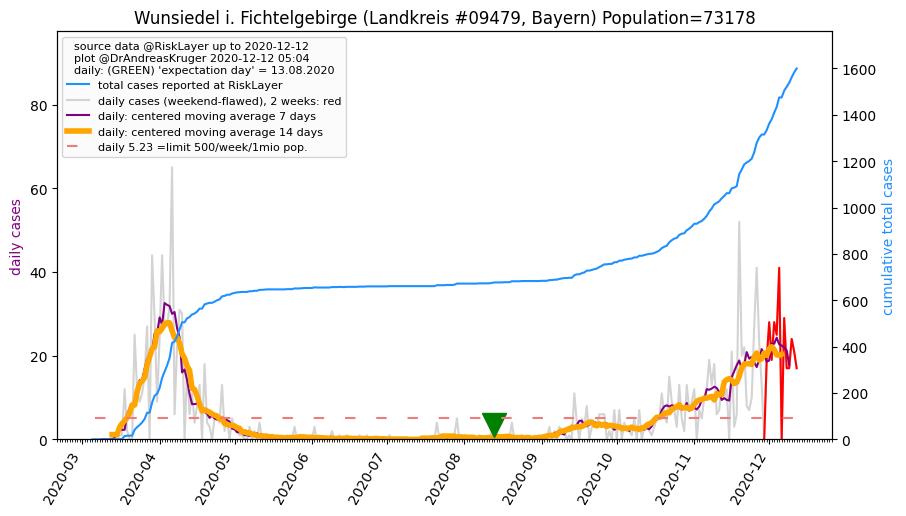 Wunsiedel i. Fichtelgebirge (Landkreis #09479, Bayern) Population=73178
source data @RiskLayer up to 2020-12-12
plot @DrAndreasKruger 2020-12-12 05:04
daily: (GREEN) 'expectation day' = 13.08.2020
total cases reported at RiskLayer
daily cases (weekend-flawed), 2 weeks: red
daily: centered moving average 7 days
daily: centered moving average 14 days
daily 5.23 =limit 500/week/1mio pop.
daily cases
80
60
40
20
0
cumulative total cases
1600
1400
1200
1000
800
600
400
200
0
2020-03
2020-04
2020-05
2020-06
2020-07
2020-08
2020-09
2020-10
2020-11
2020-12